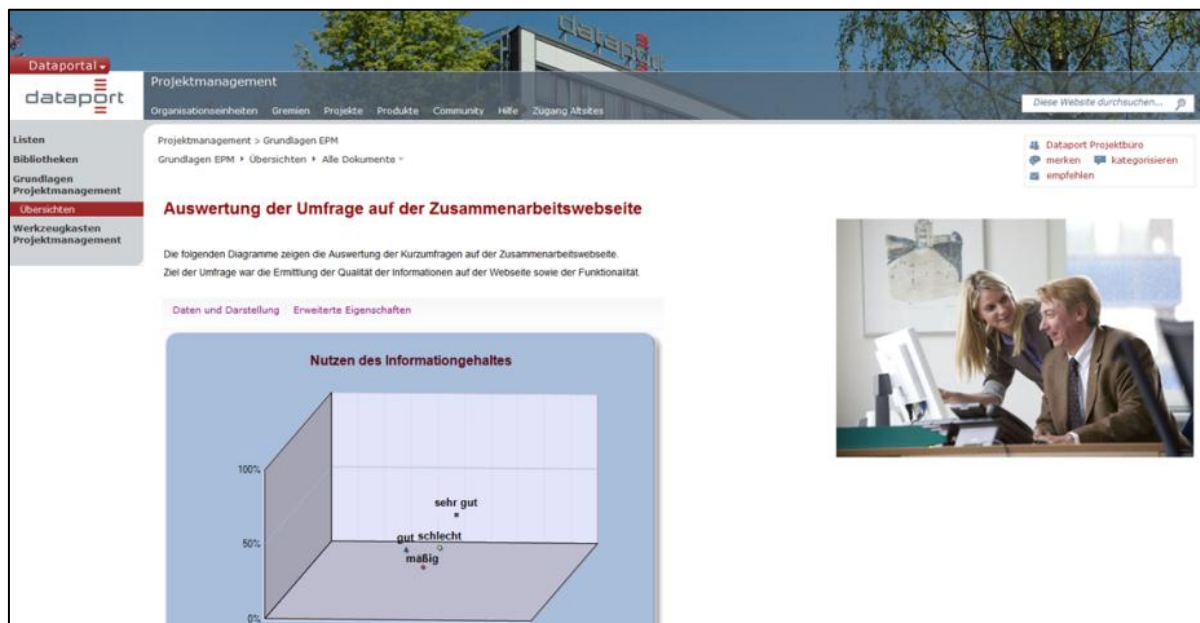 dataport
Dataportal
dataport
Projektmanagement
Organisationseinheiten Gremien Projekte Produkte Community Hilfe Zugang Altsites
Diese Website durchsuchen...
Listen
Bibliotheken
Grundlagen
Projektmanagement
Übersichten
Werkzeugkasten
Projektmanagement
Projektmanagement > Grundlagen EPM
Grundlagen EPM Übersichten Alle Dokumente
Dataport Projektbüro
merken kategorisieren
empfehlen
Auswertung der Umfrage auf der Zusammenarbeitswebseite
Die folgenden Diagramme zeigen die Auswertung der Kurzumfragen auf der Zusammenarbeitswebseite.
Ziel der Umfrage war die Ermittlung der Qualität der Informationen auf der Webseite sowie der Funktionalität.
Daten und Darstellung Erweiterte Eigenschaften
Nutzen des Informationgehaltes
100%
sehr gut
50%
gut schlecht
mäßig
0%